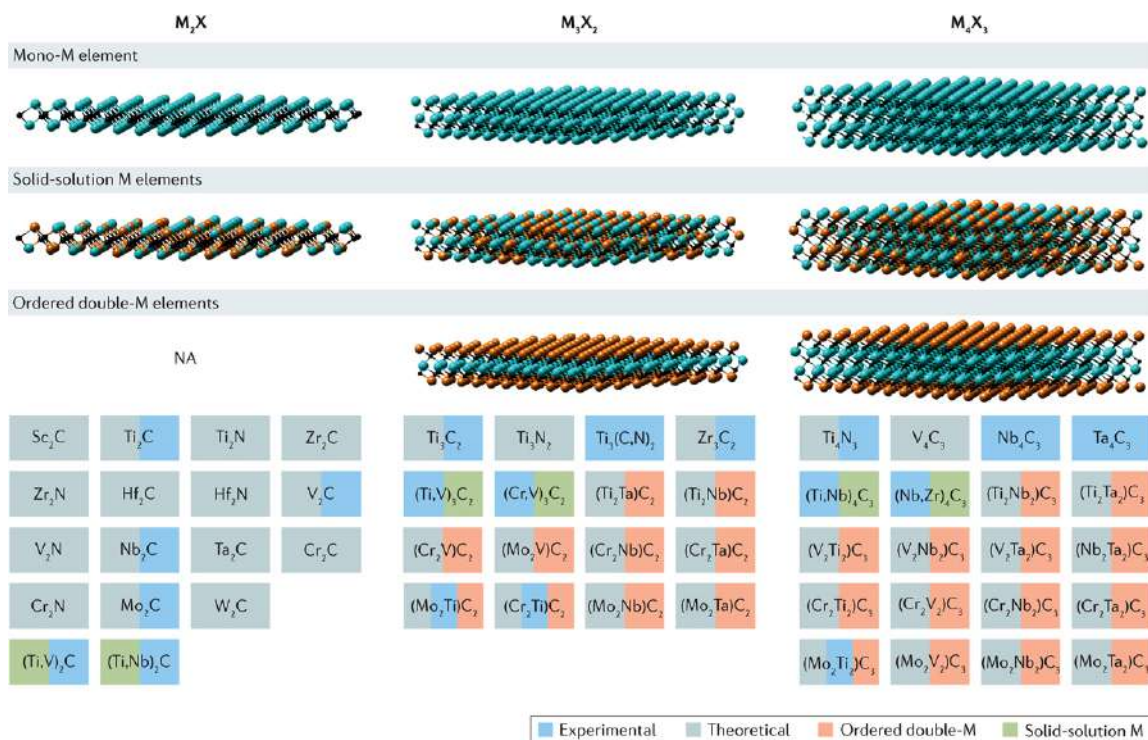 M₂X M₃X₂ M₄X₃
Mono-M element
Solid-solution M elements
Ordered double-M elements
NA
Sc₂C Ti₂C Ti₂N Zr₂C Ti₃C₂ Ti₃N₂ Ti₃(C,N)₂ Zr₃C₂ Ti₄N₃ V₄C₃ Nb₄C₃ Ta₄C₃
Zr₂N Hf₂C Hf₂N V₂C (Ti,V)₃C₂ (Cr,V)₃C₂ (Ti₂Ta)C₂ (Ti₂Nb)C₂ (Ti,Nb)₄C₃ (Nb,Zr)₄C₃ (Ti₂Nb₂)C₃ (Ti₂Ta₂)C₃
V₂N Nb₂C Ta₂C Cr₂C (Cr₂V)C₂ (Mo₂V)C₂ (Cr₂Nb)C₂ (Cr₂Ta)C₂ (V₂Ti₂)C₃ (V₂Nb₂)C₃ (V₂Ta₂)C₃ (Nb₂Ta₂)C₃
Cr₂N Mo₂C W₂C (Mo₂Ti)C₂ (Cr₂Ti)C₂ (Mo₂Nb)C₂ (Mo₂Ta)C₂ (Cr₂Ti₂)C₃ (Cr₂V₂)C₃ (Cr₂Nb₂)C₃ (Cr₂Ta₂)C₃
(Ti,V)₂C (Ti,Nb)₂C (Mo₂Ti₂)C₃ (Mo₂V₂)C₃ (Mo₂Nb₂)C₃ (Mo₂Ta₂)C₃
Experimental Theoretical Ordered double-M Solid-solution M